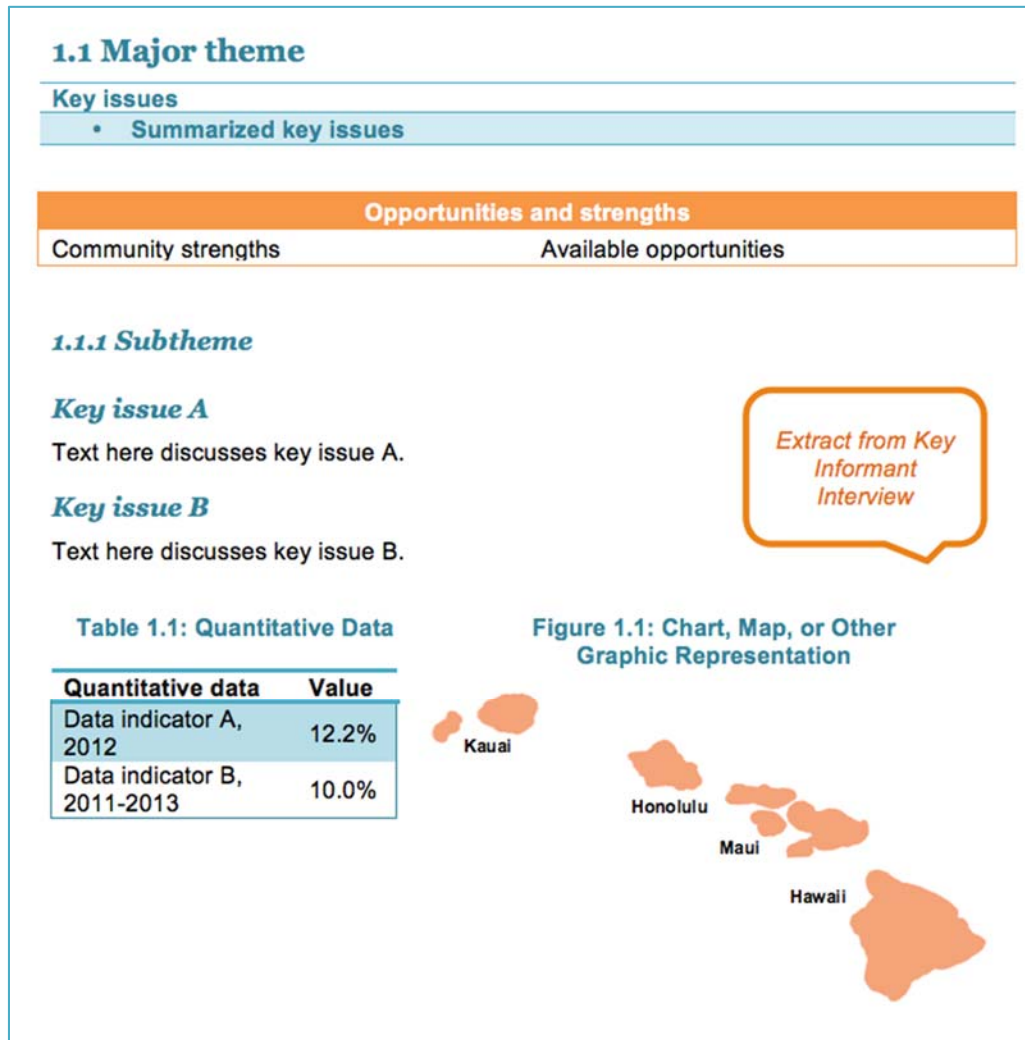 1.1 Major theme
Key issues
• Summarized key issues
Opportunities and strengths
Community strengths Available opportunities
1.1.1 Subtheme
Key issue A
Text here discusses key issue A.
Key issue B
Text here discusses key issue B.
Extract from Key
Informant
Interview
Table 1.1: Quantitative Data
Quantitative data Value
Data indicator A,
2012 12.2%
Data indicator B,
2011-2013 10.0%
Figure 1.1: Chart, Map, or Other
Graphic Representation
Kauai
Honolulu
Maui
Hawaii